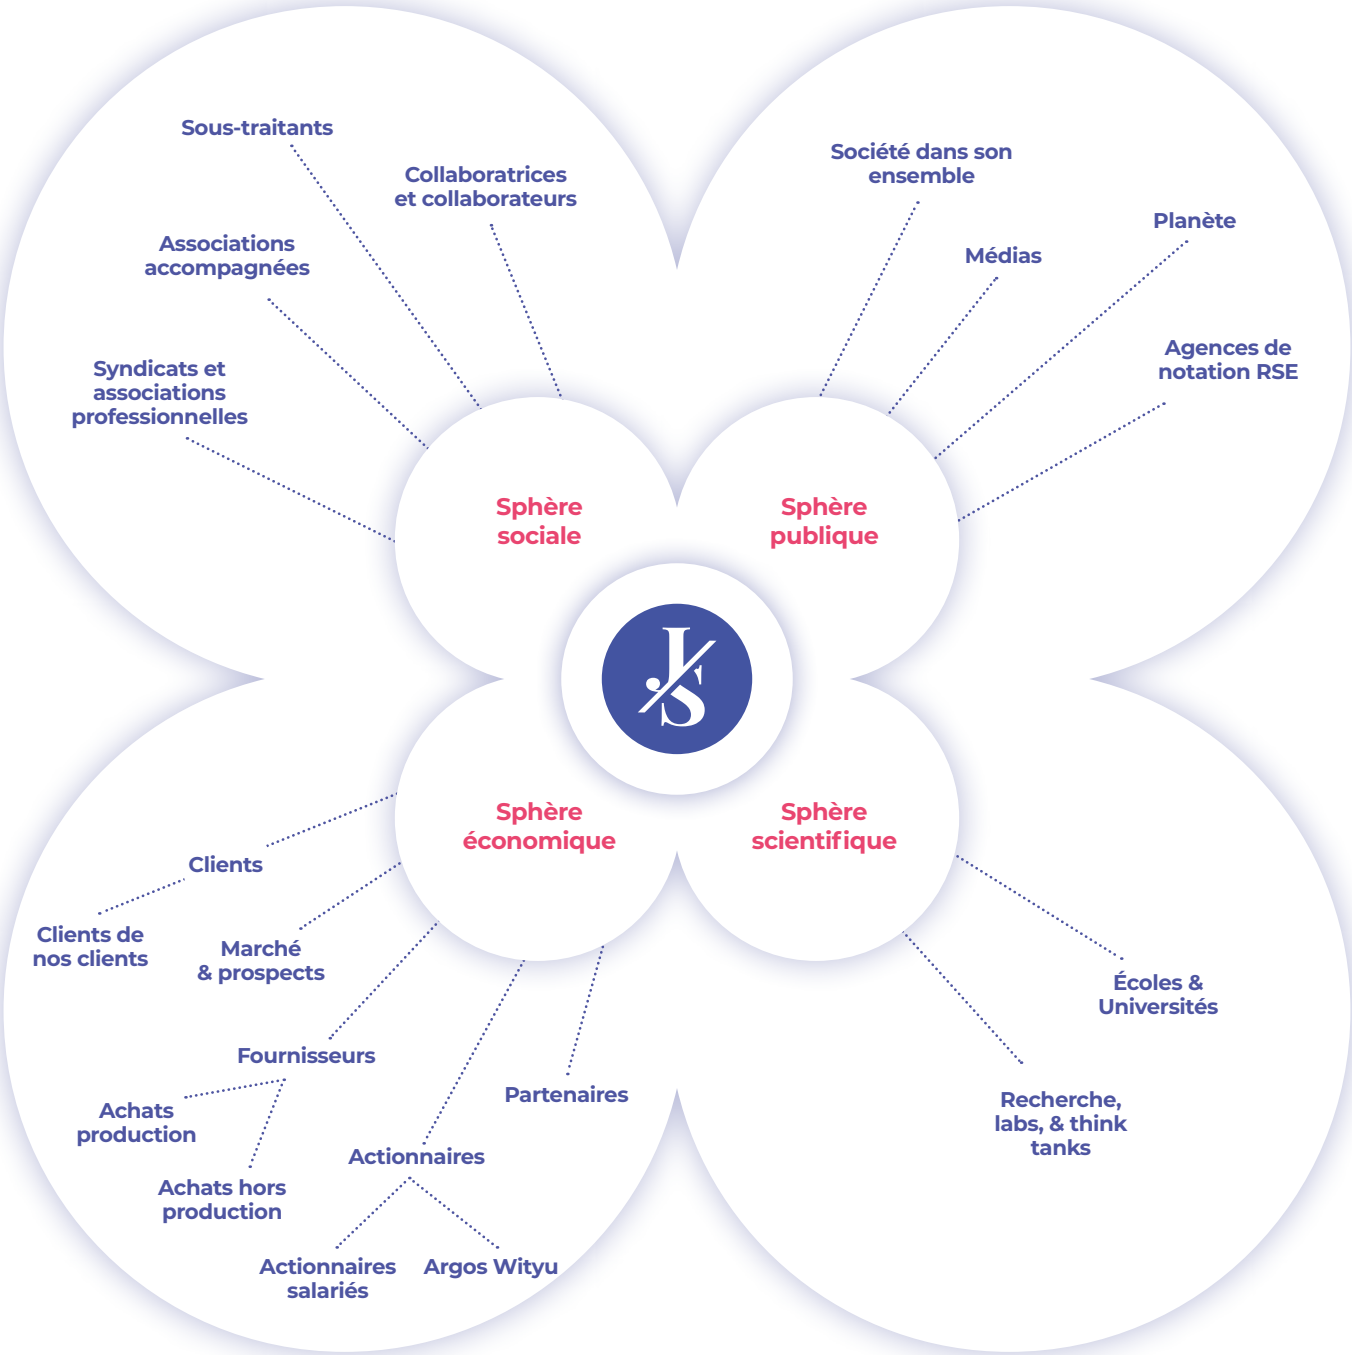 Sous-traitants
Collaboratrices
et collaborateurs
Associations
accompagnées
Syndicats et
associations
professionnelles
Société dans son
ensemble
Planète
Médias
Agences de
notation RSE
Sphère
sociale
Sphère
publique
J/S
Sphère
économique
Sphère
scientifique
Clients
Clients de
nos clients
Marché
& prospects
Fournisseurs
Achats
production
Achats hors
production
Partenaires
Actionnaires
Actionnaires
salariés
Argos Wityu
Écoles &
Universités
Recherche,
labs, & think
tanks